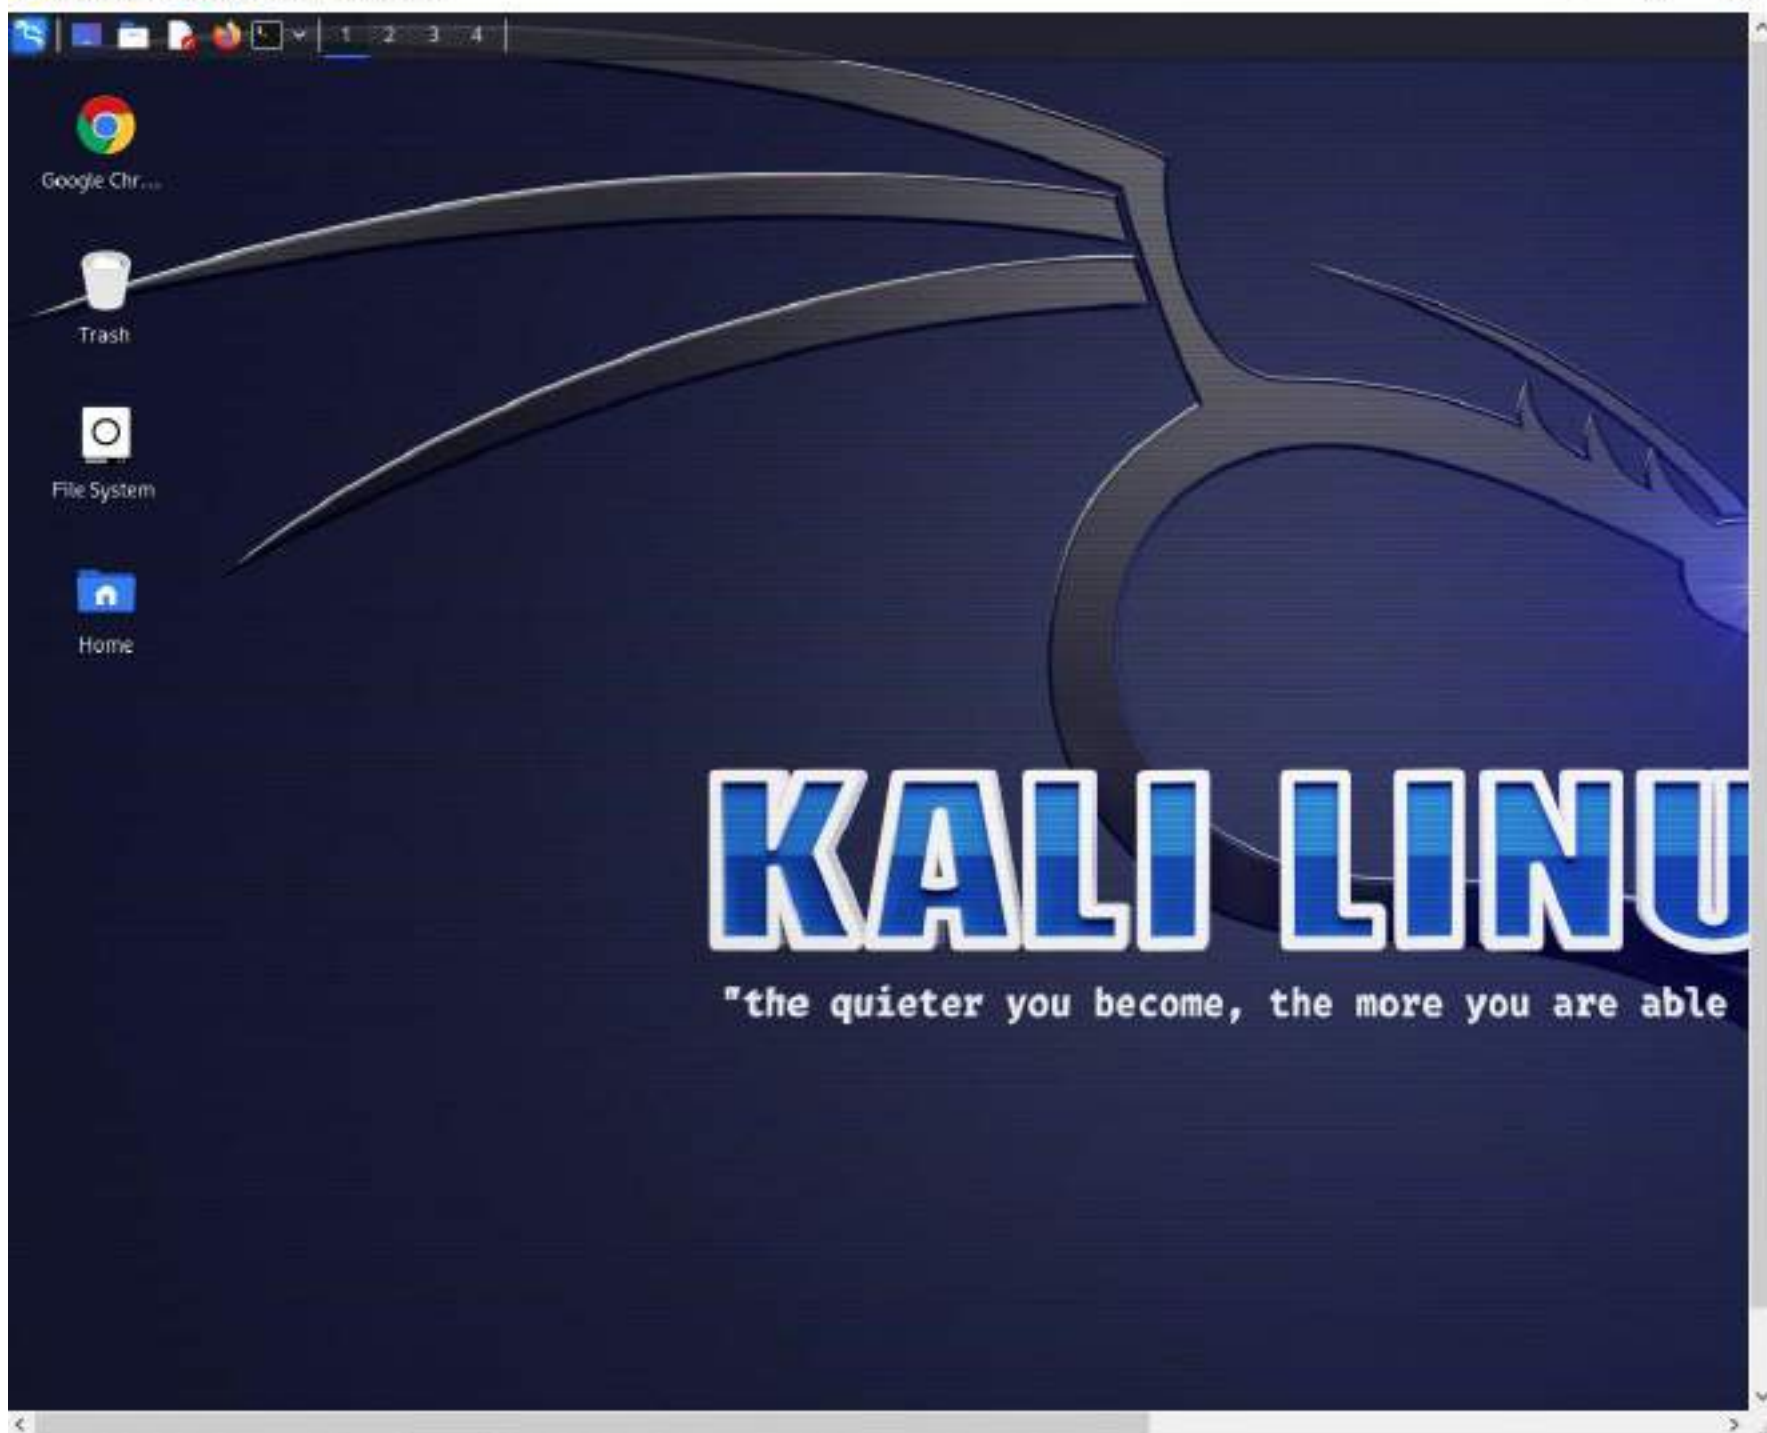 1 2 3 4
Google Chr...
Trash
File System
Home
KALI LINU
"the quieter you become, the more you are able